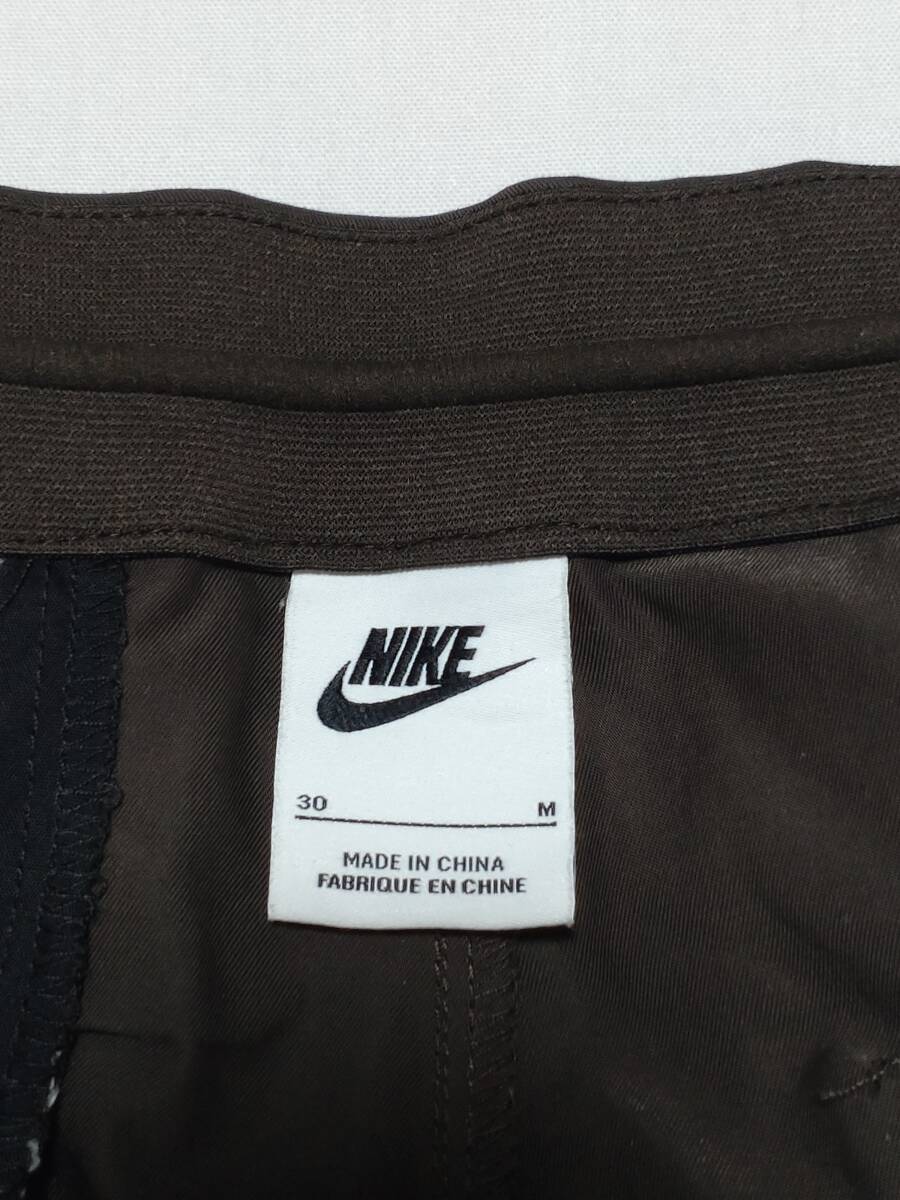 NIKE
30 M
MADE IN CHINA
FABRIQUE EN CHINE